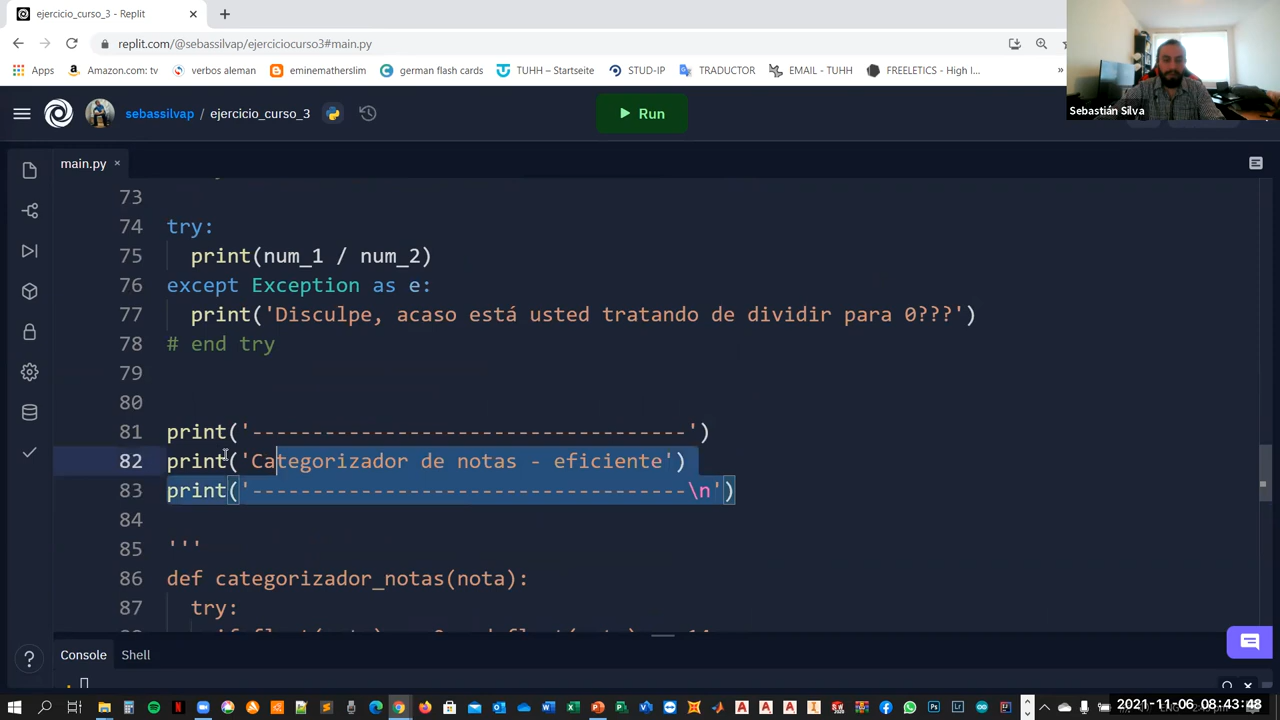 ejercicio_curso_3 - Replit
replit.com/@sebassilvap/ejerciciocurso3#main.py
Apps
Amazon.com: tv
verbos aleman
eminematherslim
german flash cards
TUHH – Startseite
STUD-IP
TRADUCTOR
EMAIL - TUHH
FREELETICS - High I...
Sebastián Silva
sebassilvap / ejercicio_curso_3
Run
main.py
73
74 try:
75 print(num_1 / num_2)
76 except Exception as e:
77 print('Disculpe, acaso está usted tratando de dividir para 0???')
78 # end try
79
80
81 print('------------------------------------')
82 print('Categorizador de notas - eficiente')
83 print('------------------------------------\n')
84
85 '''
86 def categorizador_notas(nota):
87 try:
Console
Shell
2021-11-06 08:43:48